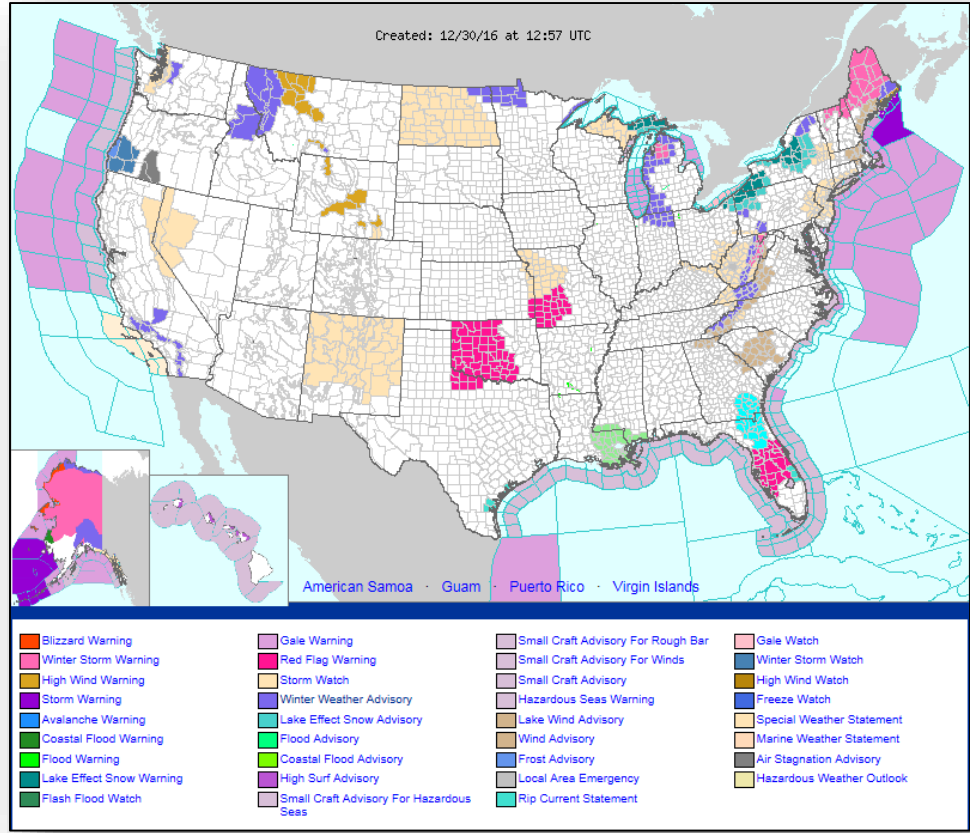 Created: 12/30/16 at 12:57 UTC
American Samoa · Guam · Puerto Rico · Virgin Islands
Blizzard Warning
Winter Storm Warning
High Wind Warning
Storm Warning
Avalanche Warning
Coastal Flood Warning
Flood Warning
Lake Effect Snow Warning
Flash Flood Watch
Gale Warning
Red Flag Warning
Storm Watch
Winter Weather Advisory
Lake Effect Snow Advisory
Flood Advisory
Coastal Flood Advisory
High Surf Advisory
Small Craft Advisory For Hazardous
Seas
Small Craft Advisory For Rough Bar
Small Craft Advisory For Winds
Small Craft Advisory
Hazardous Seas Warning
Lake Wind Advisory
Wind Advisory
Frost Advisory
Local Area Emergency
Rip Current Statement
Gale Watch
Winter Storm Watch
High Wind Watch
Freeze Watch
Special Weather Statement
Marine Weather Statement
Air Stagnation Advisory
Hazardous Weather Outlook